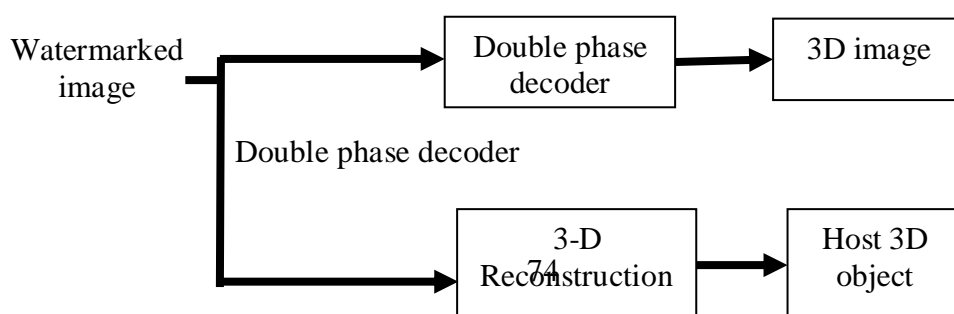 Watermarked
image
Double phase
decoder
3D image
Double phase decoder
3-D
Reconstruction
74
Host 3D
object